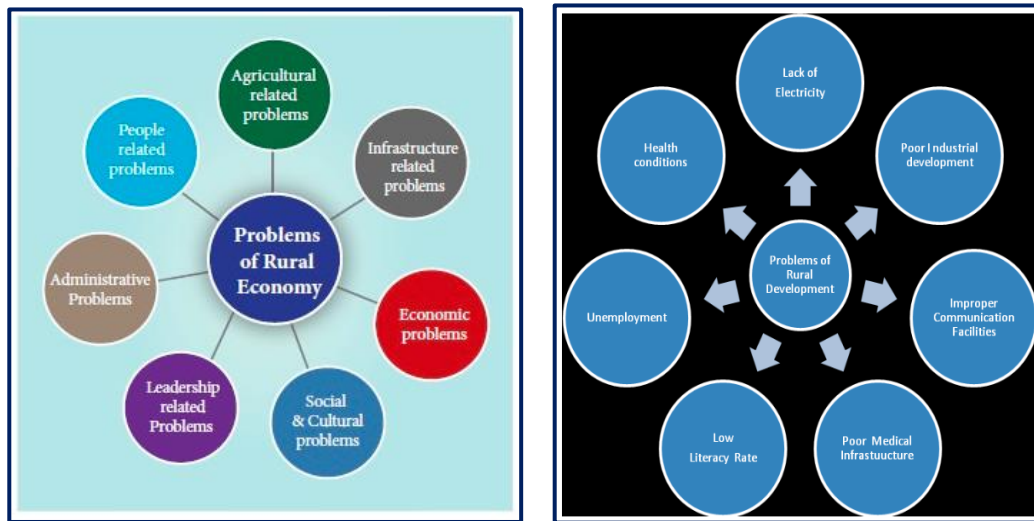 Agricultural
related
problems
People
related
problems
Infrastructure
related
problems
Problems
of Rural
Economy
Administrative
Problems
Economic
problems
Leadership
related
Problems
Social
& Cultural
problems
Lack of
Electricity
Health
conditions
Poor Industrial
development
Problems of
Rural
Development
Unemployment
Improper
Communication
Facilities
Low
Literacy Rate
Poor Medical
Infrastuucture